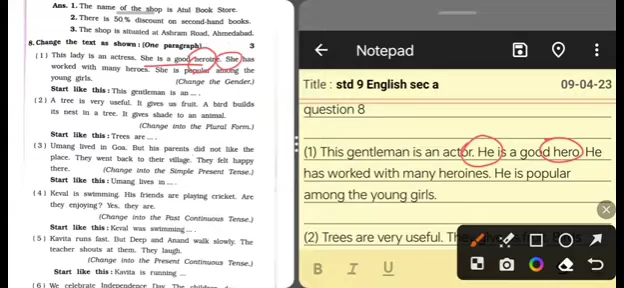 Ans. 1. The name of the shop is Atul Book Store.
2. There is 50% discount on second-hand books.
3. The shop is situated at Ashram Road, Ahmedabad.
8. Change the text as shown : (One paragraph) 3
(1) This lady is an actress. She is a good heroine. She has
worked with many heroes. She is popular among the
young girls. (Change the Gender.)
Start like this : This gentleman is an ... .
(2) A tree is very useful. It gives us fruit. A bird builds
its nest in a tree. It gives shade to an animal.
(Change into the Plural Form.)
Start like this : Trees are ... .
(3) Umang lived in Goa. But his parents did not like the
place. They went back to their village. They felt happy
there. (Change into the Simple Present Tense.)
Start like this : Umang lives in ... .
(4) Keval is swimming. His friends are playing cricket. Are
they enjoying? Yes, they are.
(Change into the Past Continuous Tense.)
Start like this : Keval was swimming ... .
(5) Kavita runs fast. But Deep and Anand walk slowly. The
teacher shouts at them. They laugh.
(Change into the Present Continuous Tense.)
Start like this : Kavita is running ...
(6) We celebrate Independence Day. The children
Notepad
Title : std 9 English sec a 09-04-23
question 8
(1) This gentleman is an actor. He is a good hero. He
has worked with many heroines. He is popular
among the young girls.
(2) Trees are very useful.
B I U